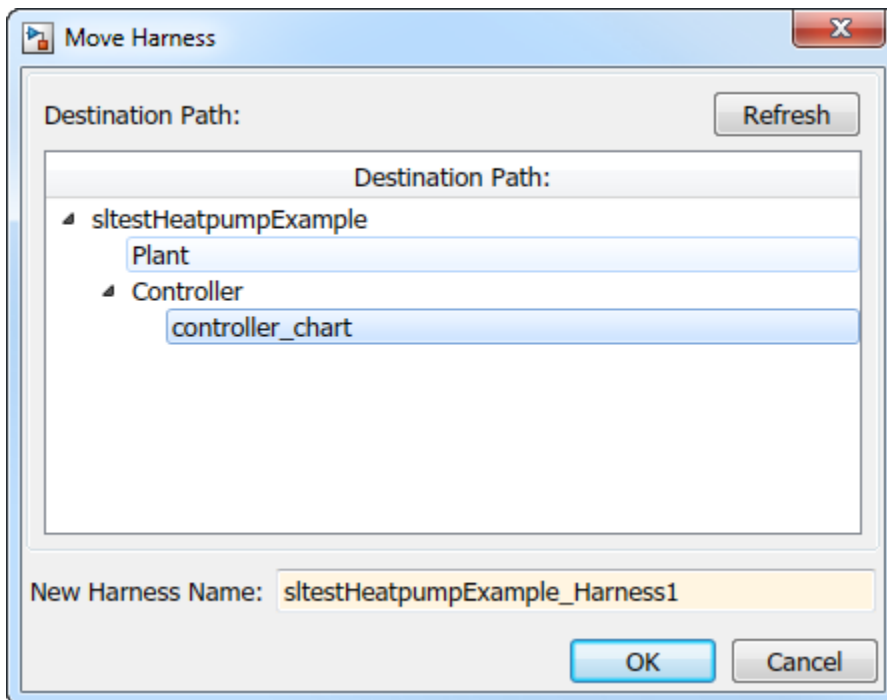 Move Harness
Destination Path:
Refresh
Destination Path:
sltestHeatpumpExample
Plant
Controller
controller_chart
New Harness Name: sltestHeatpumpExample_Harness1
OK
Cancel